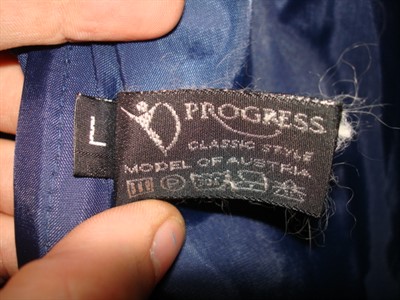 L
PROGRESS
CLASSIC STYLE
MODEL OF AUSTRIA